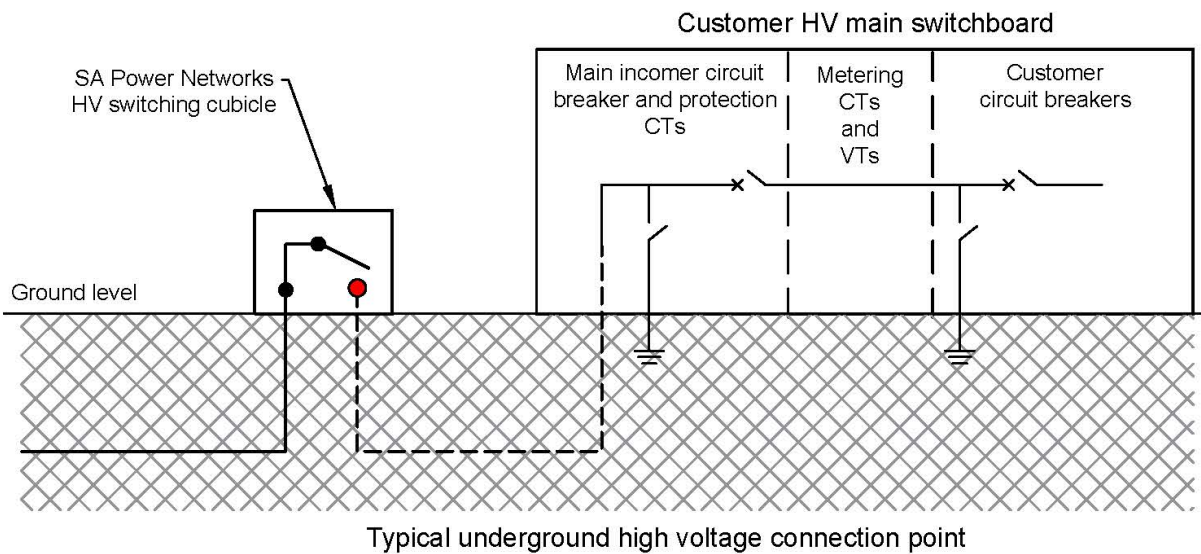 Customer HV main switchboard
SA Power Networks
HV switching cubicle
Main incomer circuit
breaker and protection
CTs
Metering
CTs
and
VTs
Customer
circuit breakers
Ground level
Typical underground high voltage connection point